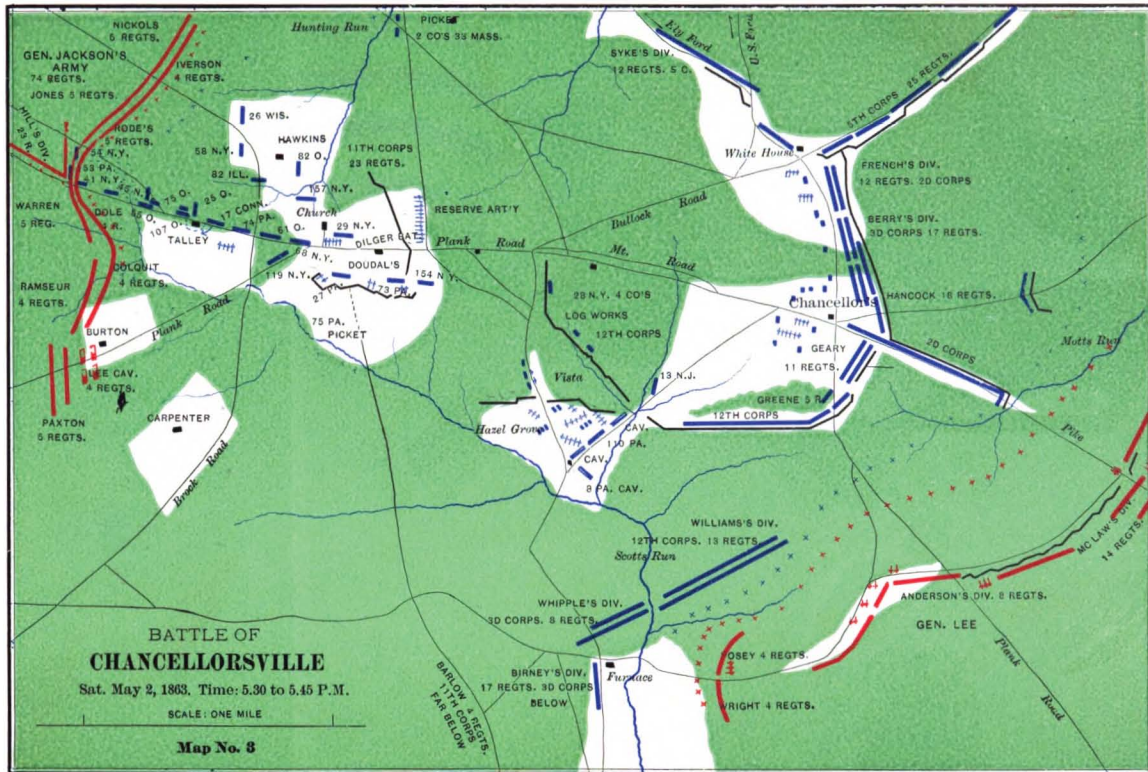 NICKOLS
5 REGTS.
GEN. JACKSON'S
ARMY
74 REGTS.
JONES 5 REGTS.
IVERSON
4 REGTS.
HILL'S DIV.
23 R.
RODE'S
5 REGTS.
54 N.Y.
53 PA.
41 N.Y.
45 N.Y.
WARREN
5 REG.
DOLE
4 R.
COLQUIT
4 REGTS.
RAMSEUR
4 REGTS.
BURTON
LEE CAV.
4 REGTS.
PAXTON
5 REGTS.
CARPENTER
Brock Road
Plank Road
TALLEY
55 O.
107 O.
75 O.
25 O.
17 CONN.
74 PA.
61 O.
68 N.Y.
119 N.Y.
26 WIS.
58 N.Y.
HAWKINS
82 O.
82 ILL.
157 N.Y.
Church
29 N.Y.
DILGER BAT.
DOUDAL'S
73 PA.
154 N.Y.
75 PA.
PICKET
11TH CORPS
23 REGTS.
RESERVE ART'Y
Hunting Run
PICKET
2 CO'S 33 MASS.
Plank Road
Bullock Road
Mt. Road
SYKE'S DIV.
12 REGTS. 5 C.
Ely Ford
U.S. Ford
5TH CORPS 25 REGTS.
White House
FRENCH'S DIV.
12 REGTS. 2D CORPS
BERRY'S DIV.
3D CORPS 17 REGTS.
HANCOCK 18 REGTS.
Chancellor's
2D CORPS
Motts Run
GEARY
11 REGTS.
GREENE 5 R.
12TH CORPS
28 N.Y. 4 CO'S
LOG WORKS
12TH CORPS
13 N.J.
Vista
Hazel Grove
CAV.
110 PA.
CAV.
8 PA. CAV.
Pike
MC LAW'S DIV.
14 REGTS.
WILLIAMS'S DIV.
12TH CORPS. 13 REGTS.
Scotts Run
WHIPPLE'S DIV.
3D CORPS. 8 REGTS.
ANDERSON'S DIV. 8 REGTS.
GEN. LEE
Plank Road
POSEY 4 REGTS.
WRIGHT 4 REGTS.
Furnace
BIRNEY'S DIV.
17 REGTS. 3D CORPS
BELOW
BARLOW 4 REGTS.
11TH CORPS
FAR BELOW
BATTLE OF
CHANCELLORSVILLE
Sat. May 2, 1863. Time: 5.30 to 5.45 P.M.
SCALE: ONE MILE
Map No. 3